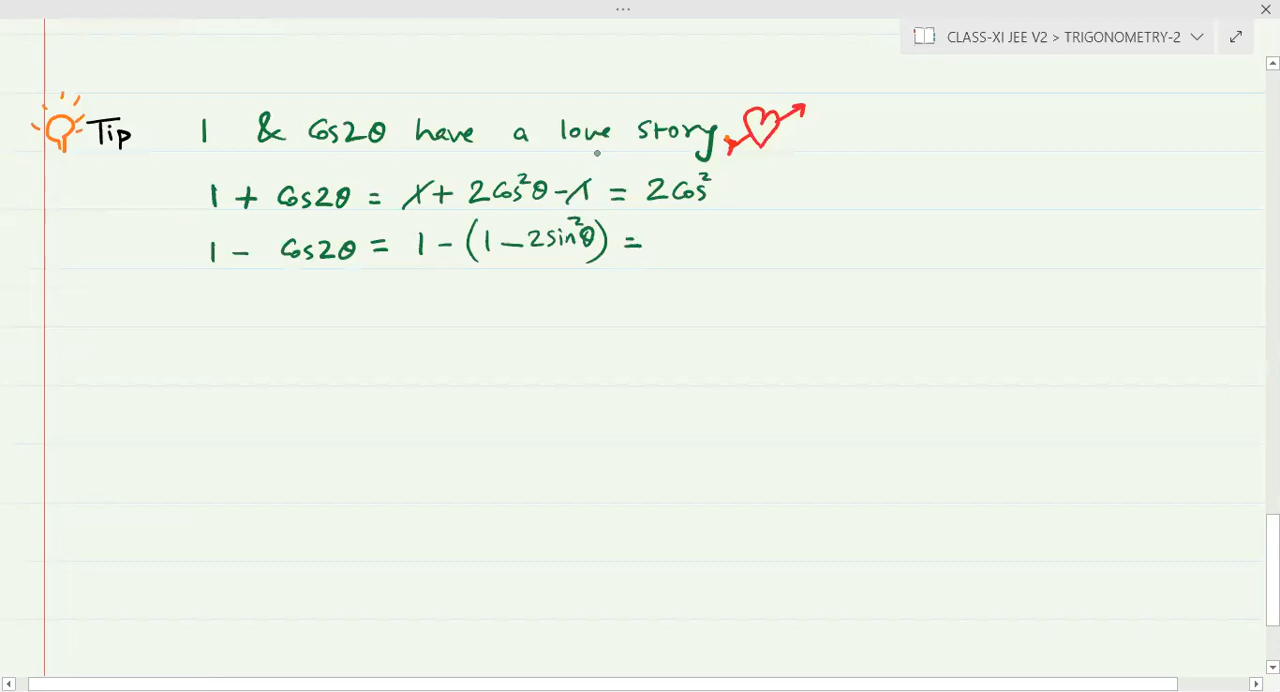 CLASS-XI JEE V2 > TRIGONOMETRY-2
Tip 1 & Cos2θ have a love story
1 + Cos2θ = 1 + 2Cos²θ - 1 = 2Cos²
1 - Cos2θ = 1 - (1 - 2sin²θ) =